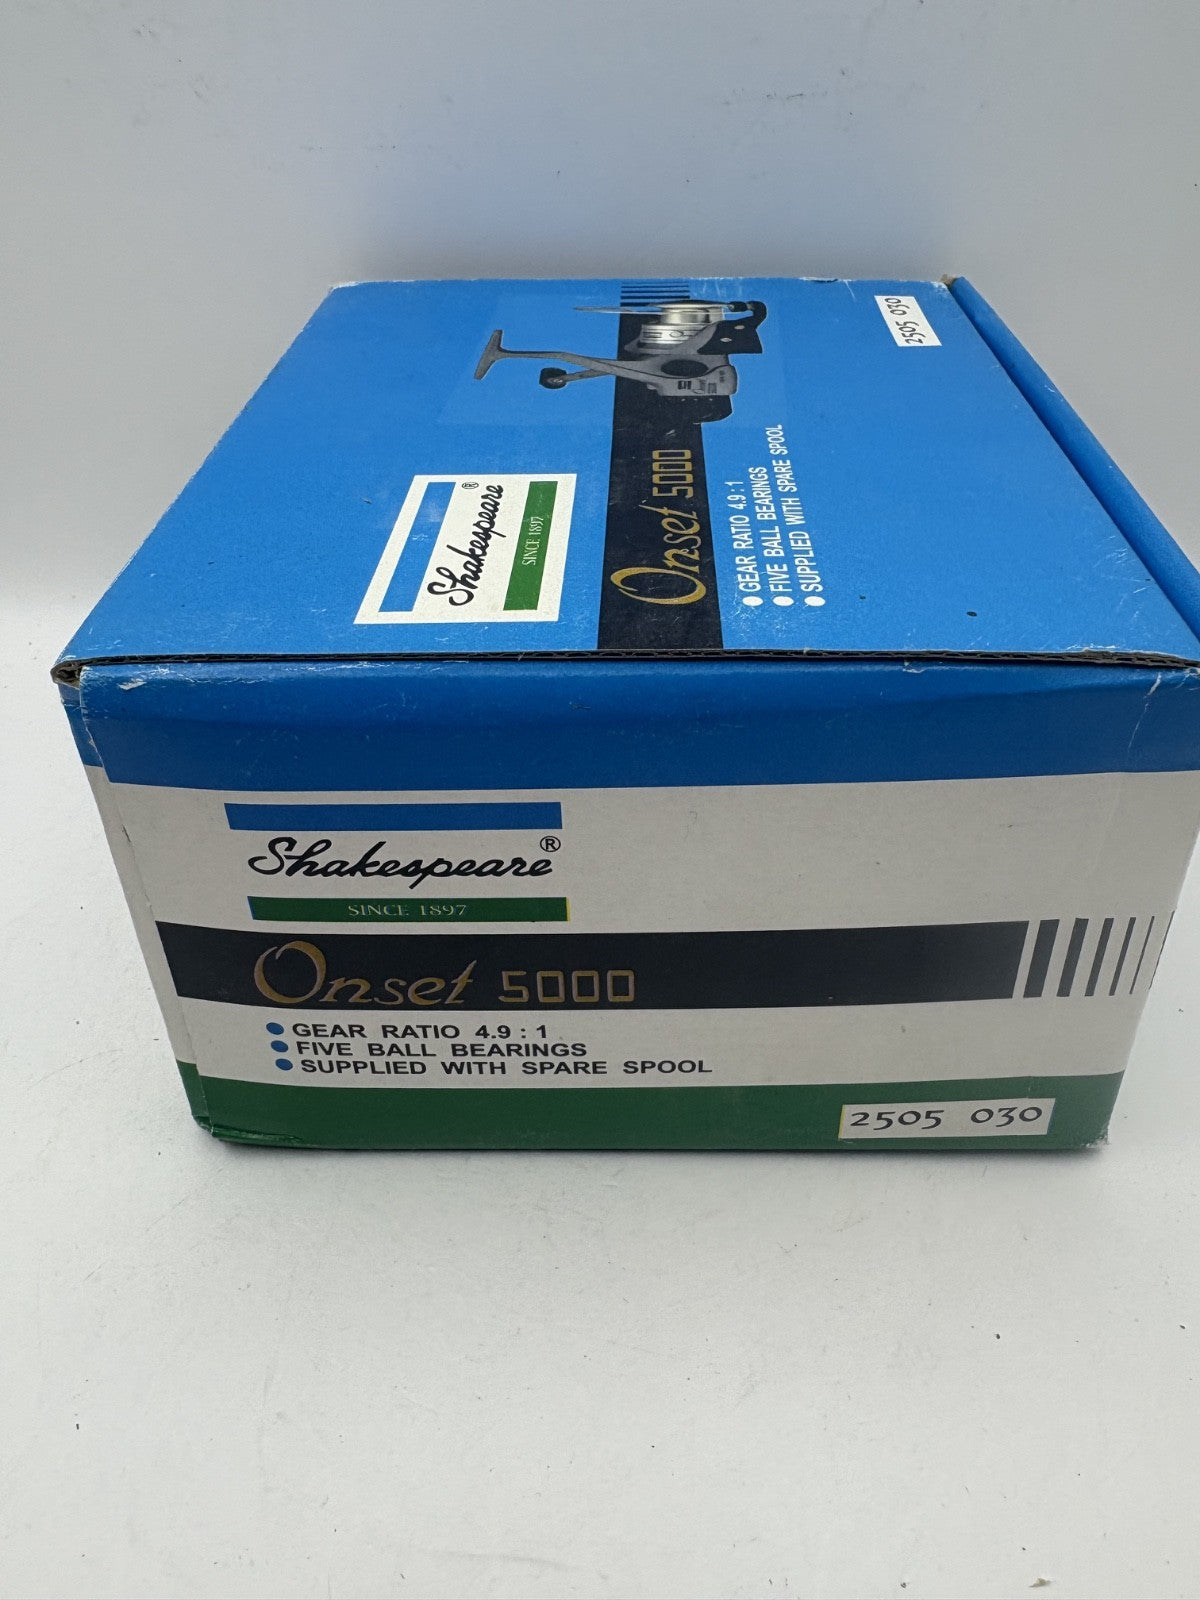 2505 030
Shakespeare®
SINCE 1897
Onset 5000
● GEAR RATIO 4.9 : 1
● FIVE BALL BEARINGS
● SUPPLIED WITH SPARE SPOOL
Shakespeare®
SINCE 1897
Onset 5000
● GEAR RATIO 4.9 : 1
● FIVE BALL BEARINGS
● SUPPLIED WITH SPARE SPOOL
2505 030